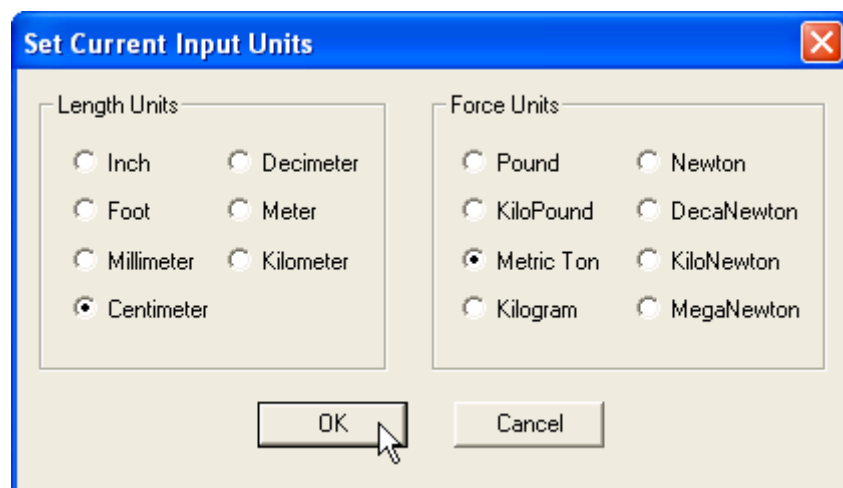 Set Current Input Units
Length Units
Inch
Decimeter
Foot
Meter
Millimeter
Kilometer
Centimeter
Force Units
Pound
Newton
KiloPound
DecaNewton
Metric Ton
KiloNewton
Kilogram
MegaNewton
OK
Cancel